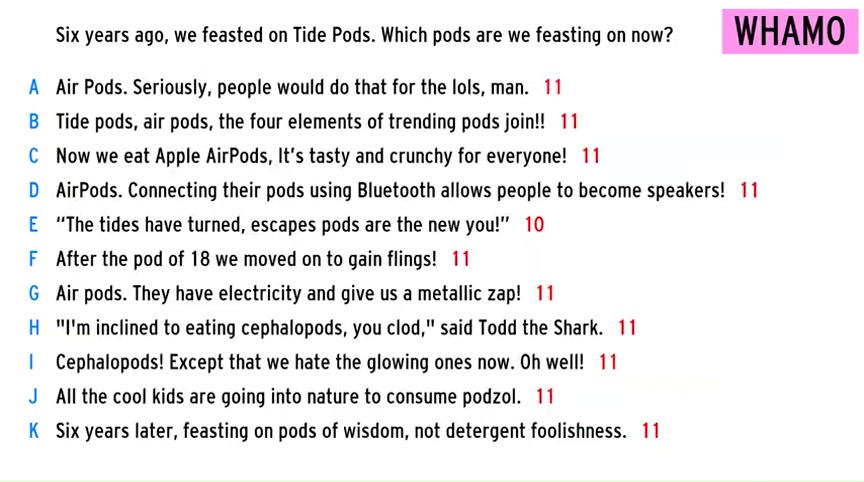 Six years ago, we feasted on Tide Pods. Which pods are we feasting on now?
WHAMO
A Air Pods. Seriously, people would do that for the lols, man. 11
B Tide pods, air pods, the four elements of trending pods join!! 11
C Now we eat Apple AirPods, It's tasty and crunchy for everyone! 11
D AirPods. Connecting their pods using Bluetooth allows people to become speakers! 11
E “The tides have turned, escapes pods are the new you!” 10
F After the pod of 18 we moved on to gain flings! 11
G Air pods. They have electricity and give us a metallic zap! 11
H "I'm inclined to eating cephalopods, you clod," said Todd the Shark. 11
I Cephalopods! Except that we hate the glowing ones now. Oh well! 11
J All the cool kids are going into nature to consume podzol. 11
K Six years later, feasting on pods of wisdom, not detergent foolishness. 11